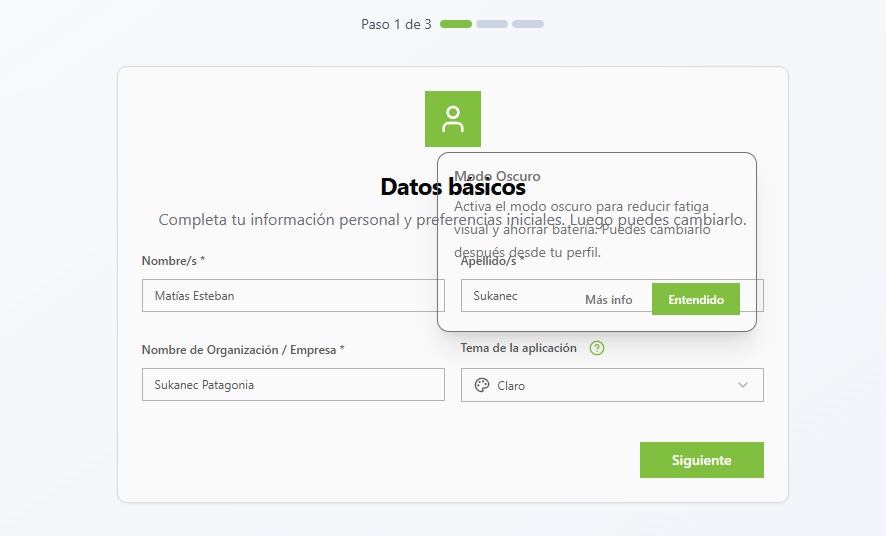 Paso 1 de 3
Modo Oscuro
Datos básicos
Activa el modo oscuro para reducir fatiga
Completa tu información personal y preferencias iniciales. Luego puedes cambiarlo.
visual y ahorrar batería. Puedes cambiarlo
después desde tu perfil.
Nombre/s *
Apellido/s *
Matías Esteban
Sukanec
Más info
Entendido
Nombre de Organización / Empresa *
Tema de la aplicación ?
Sukanec Patagonia
Claro
Siguiente